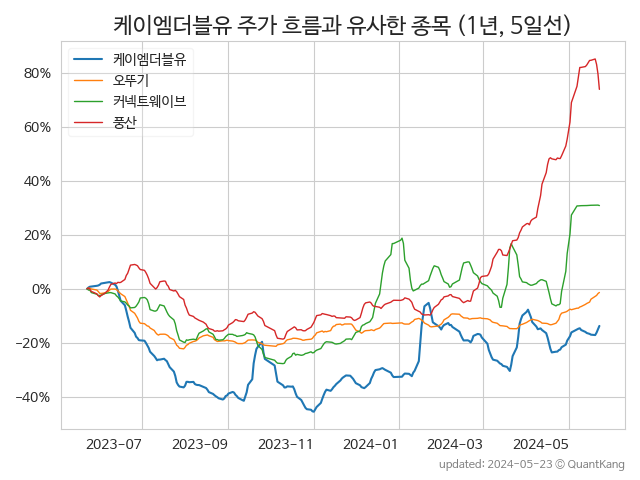 케이엠더블유 주가 흐름과 유사한 종목 (1년, 5일선)
케이엠더블유
오뚜기
커넥트웨이브
풍산
80%
60%
40%
20%
0%
−20%
−40%
2023-07
2023-09
2023-11
2024-01
2024-03
2024-05
updated: 2024-05-23 © QuantKang